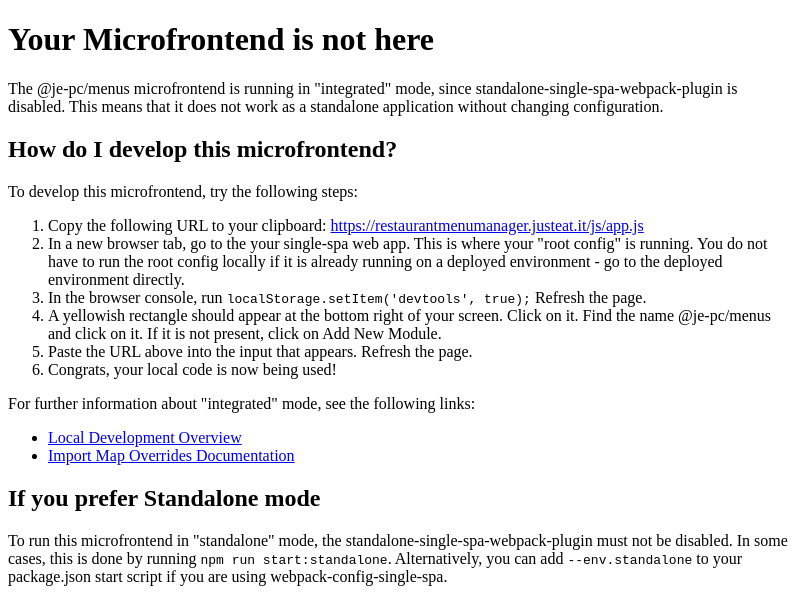 Your Microfrontend is not here
The @je-pc/menus microfrontend is running in "integrated" mode, since standalone-single-spa-webpack-plugin is
disabled. This means that it does not work as a standalone application without changing configuration.
How do I develop this microfrontend?
To develop this microfrontend, try the following steps:
1. Copy the following URL to your clipboard: https://restaurantmenumanager.justeat.it/js/app.js
2. In a new browser tab, go to the your single-spa web app. This is where your "root config" is running. You do not
have to run the root config locally if it is already running on a deployed environment - go to the deployed
environment directly.
3. In the browser console, run localStorage.setItem('devtools', true); Refresh the page.
4. A yellowish rectangle should appear at the bottom right of your screen. Click on it. Find the name @je-pc/menus
and click on it. If it is not present, click on Add New Module.
5. Paste the URL above into the input that appears. Refresh the page.
6. Congrats, your local code is now being used!
For further information about "integrated" mode, see the following links:
• Local Development Overview
• Import Map Overrides Documentation
If you prefer Standalone mode
To run this microfrontend in "standalone" mode, the standalone-single-spa-webpack-plugin must not be disabled. In some
cases, this is done by running npm run start:standalone. Alternatively, you can add --env.standalone to your
package.json start script if you are using webpack-config-single-spa.